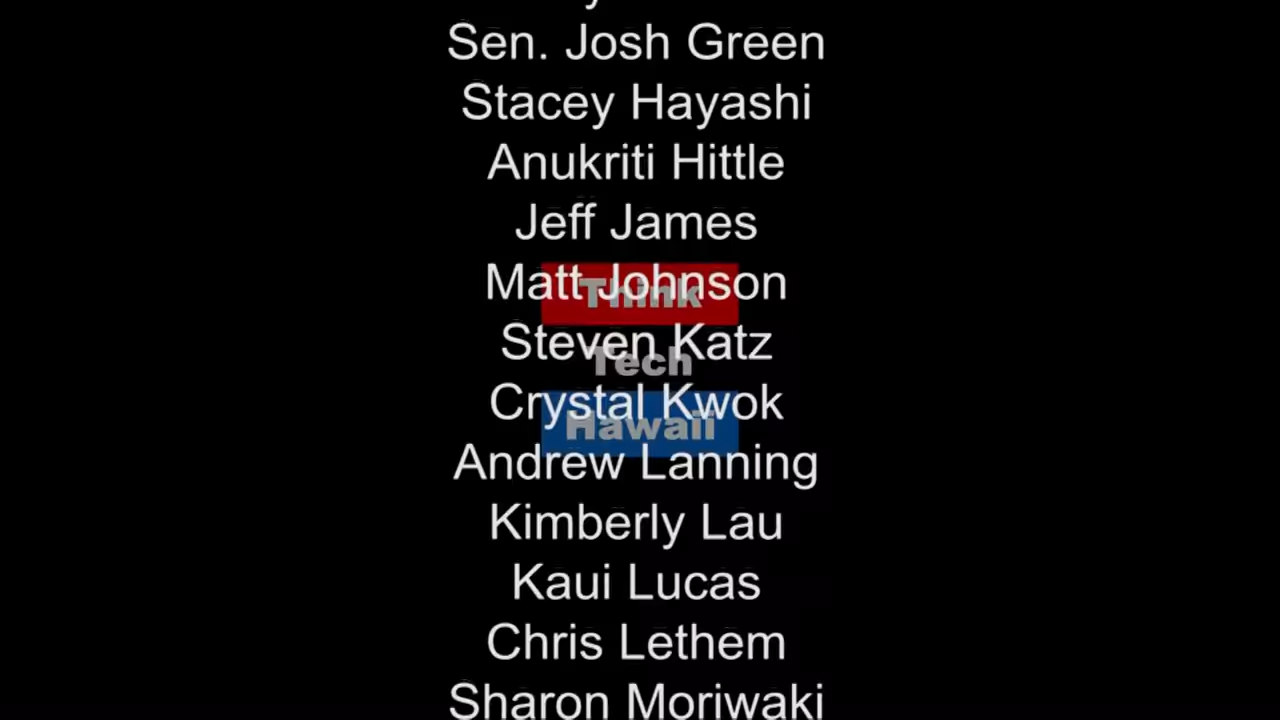 Sen. Josh Green
Stacey Hayashi
Anukriti Hittle
Jeff James
Matt Johnson
Think
Steven Katz
Tech
Crystal Kwok
Hawaii
Andrew Lanning
Kimberly Lau
Kaui Lucas
Chris Lethem
Sharon Moriwaki